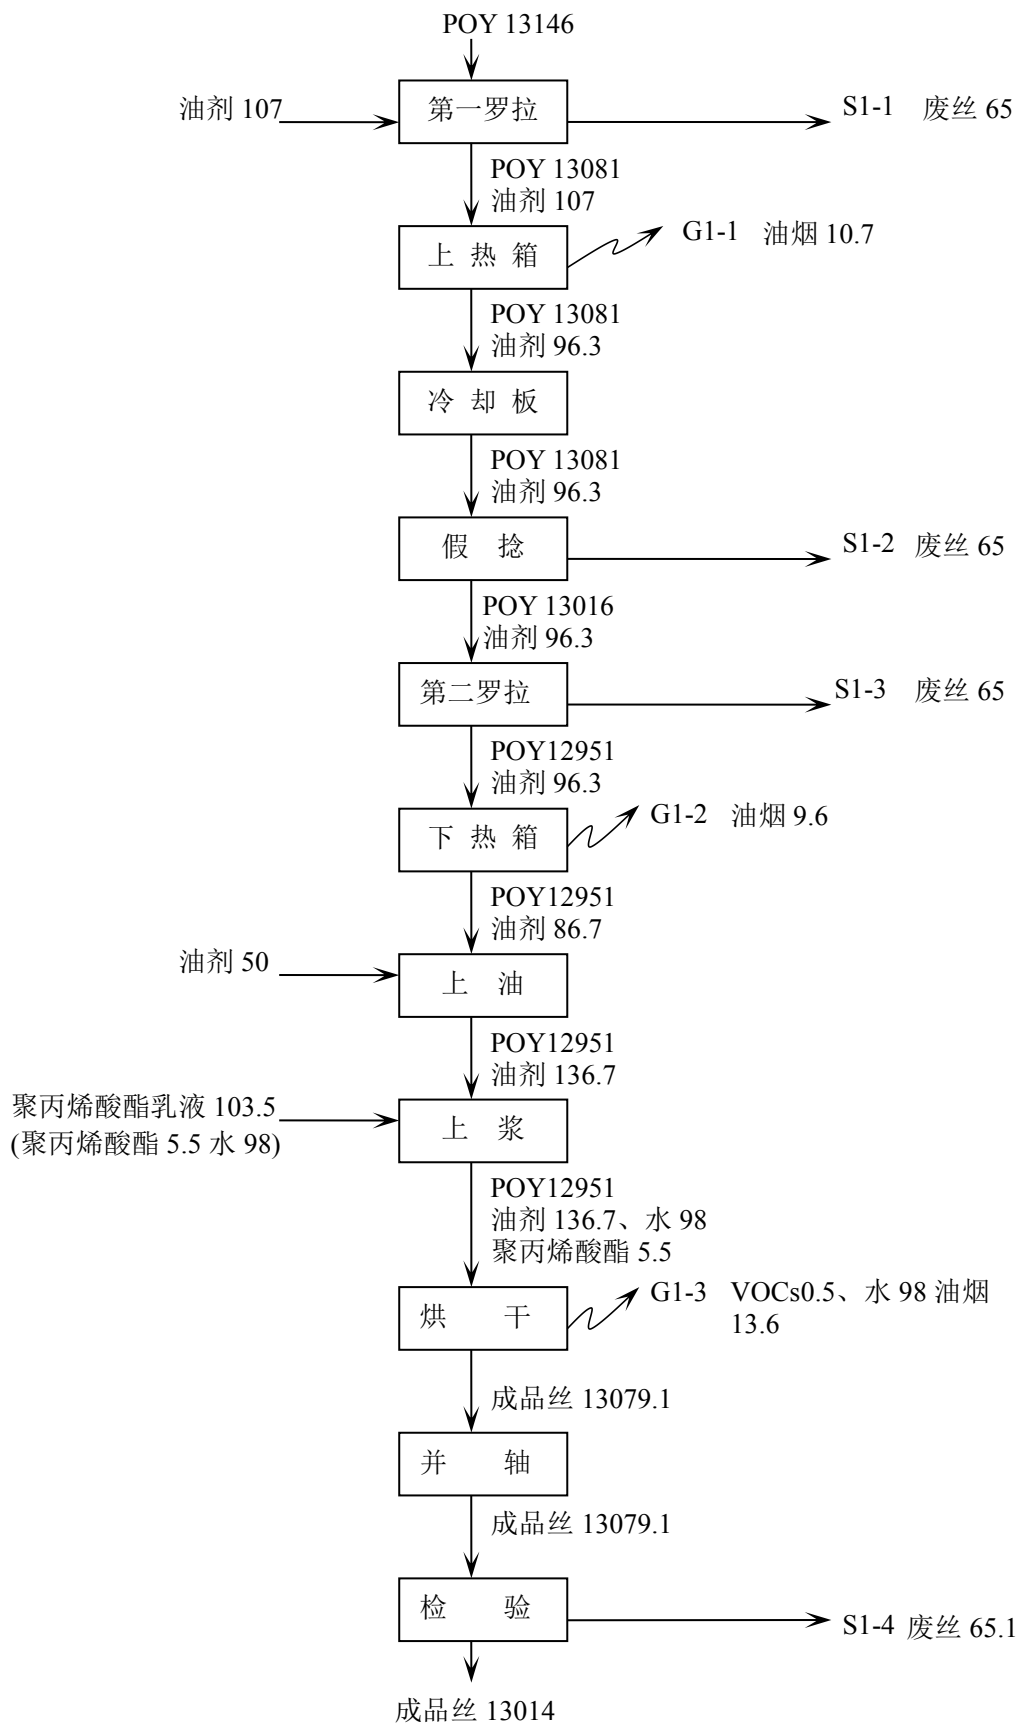 POY 13146
油剂 107
第一罗拉
S1-1 废丝 65
POY 13081
油剂 107
上 热 箱
G1-1 油烟 10.7
POY 13081
油剂 96.3
冷 却 板
POY 13081
油剂 96.3
假 捻
S1-2 废丝 65
POY 13016
油剂 96.3
第二罗拉
S1-3 废丝 65
POY12951
油剂 96.3
下 热 箱
G1-2 油烟 9.6
POY12951
油剂 86.7
油剂 50
上 油
POY12951
油剂 136.7
聚丙烯酸酯乳液 103.5
(聚丙烯酸酯 5.5 水 98)
上 浆
POY12951
油剂 136.7、水 98
聚丙烯酸酯 5.5
烘 干
G1-3 VOCs0.5、水 98 油烟
13.6
成品丝 13079.1
并 轴
成品丝 13079.1
检 验
S1-4 废丝 65.1
成品丝 13014